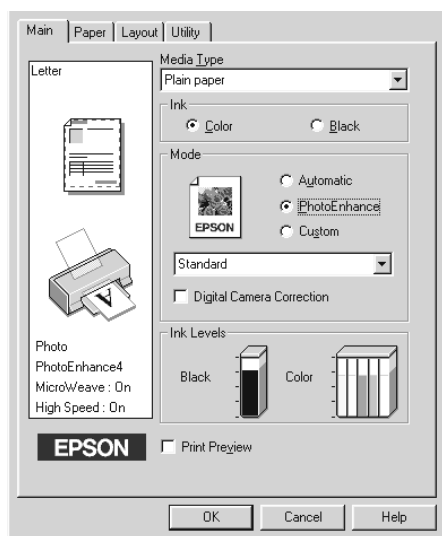 Main Paper Layout Utility
Letter
Media Type
Plain paper
Ink
Color Black
Mode
EPSON
Automatic
PhotoEnhance
Custom
Standard
Digital Camera Correction
A
Photo
PhotoEnhance4
MicroWeave : On
High Speed : On
Ink Levels
Black Color
EPSON
Print Preview
OK Cancel Help